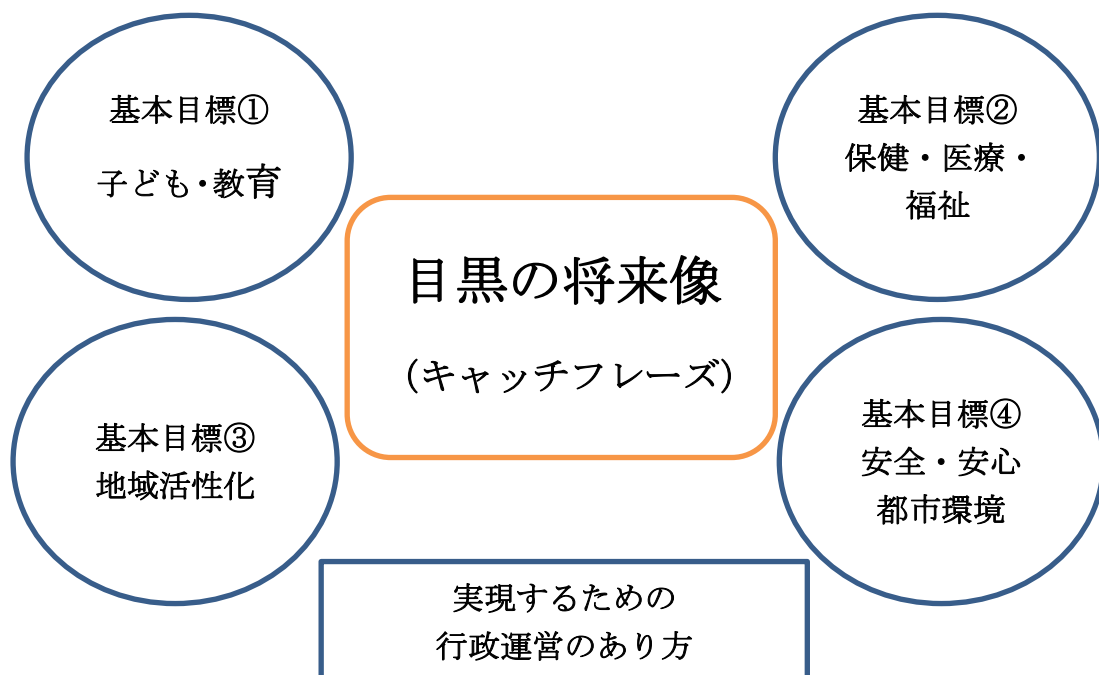 基本目標①
子ども・教育
基本目標②
保健・医療・
福祉
目黒の将来像
(キャッチフレーズ)
基本目標③
地域活性化
基本目標④
安全・安心
都市環境
実現するための
行政運営のあり方